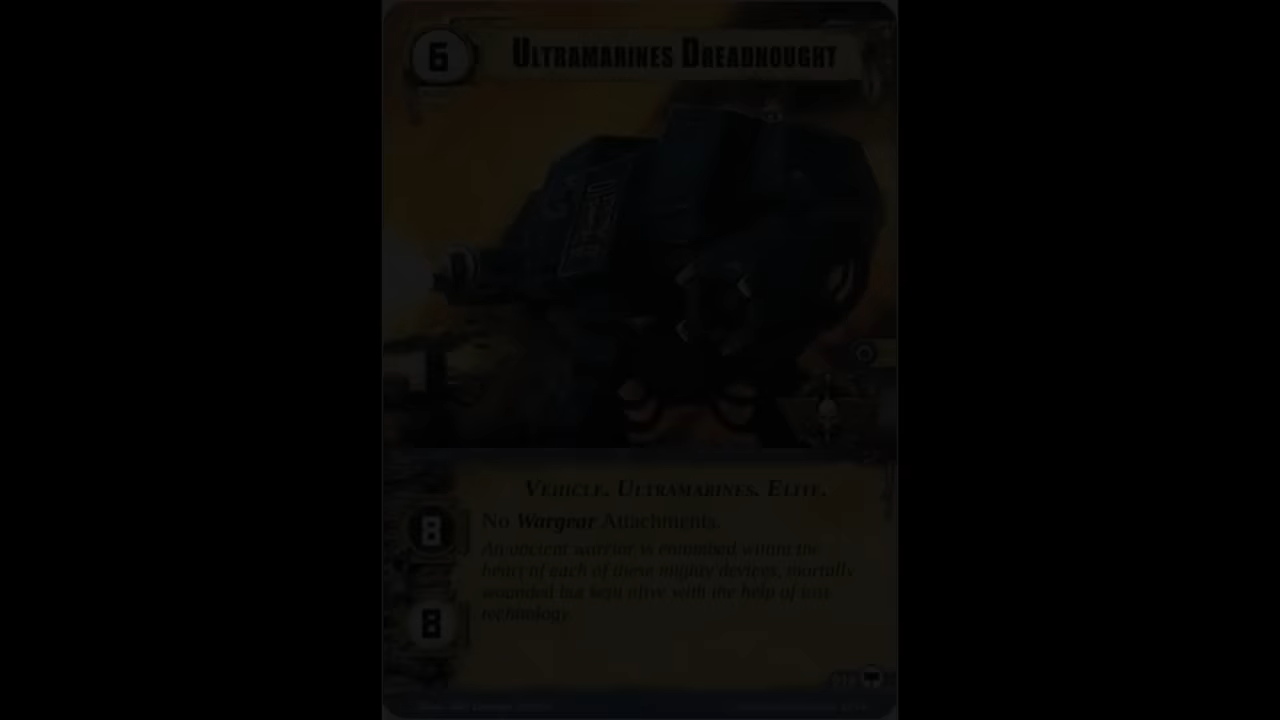 6
ULTRAMARINES DREADNOUGHT
VEHICLE. ULTRAMARINES. ELITE.
8
No Wargear Attachments.
An ancient warrior is entombed within the
heart of each of these mighty devices, mortally
wounded but kept alive with the help of lost
technology.
8